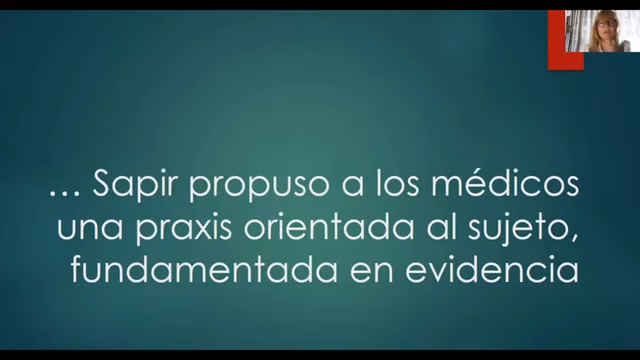 ... Sapir propuso a los médicos
una praxis orientada al sujeto,
fundamentada en evidencia